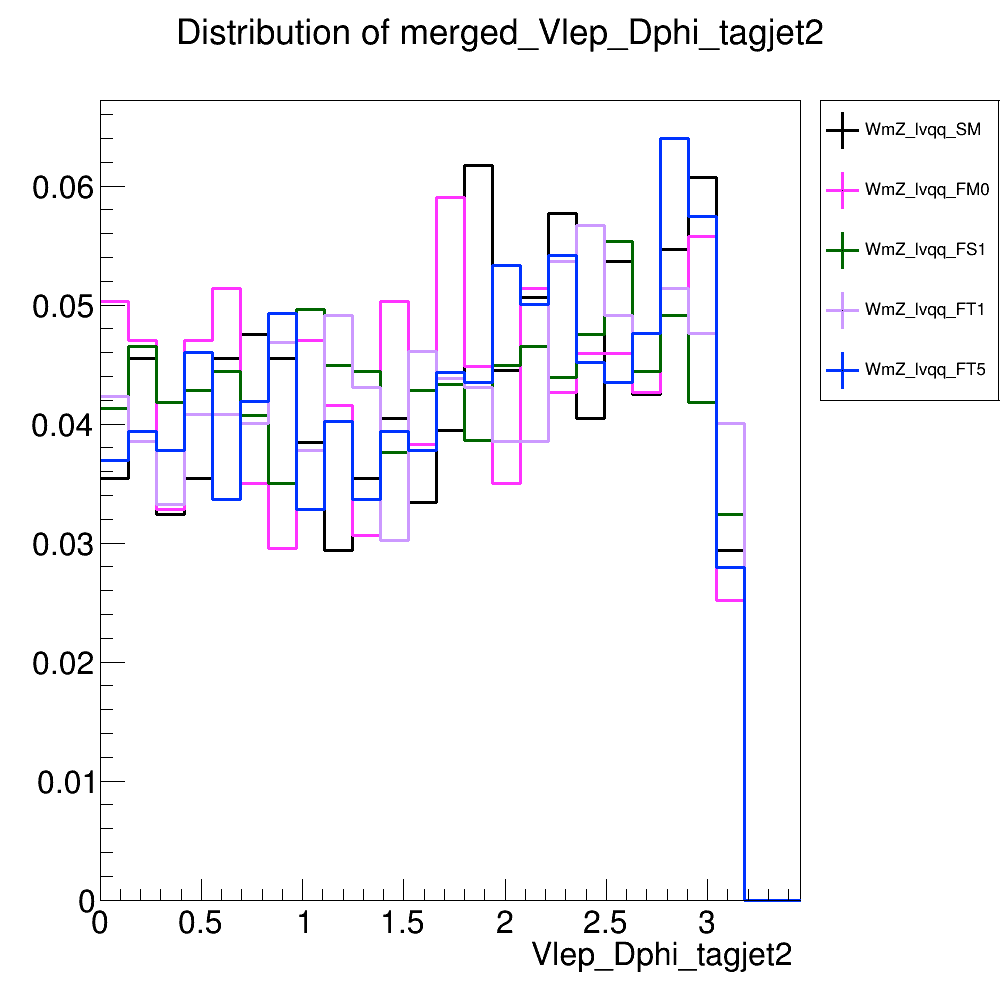 Distribution of merged_Vlep_Dphi_tagjet2
WmZ_lvqq_SM
WmZ_lvqq_FM0
WmZ_lvqq_FS1
WmZ_lvqq_FT1
WmZ_lvqq_FT5
0.06
0.05
0.04
0.03
0.02
0.01
0
0 0.5 1 1.5 2 2.5 3
Vlep_Dphi_tagjet2